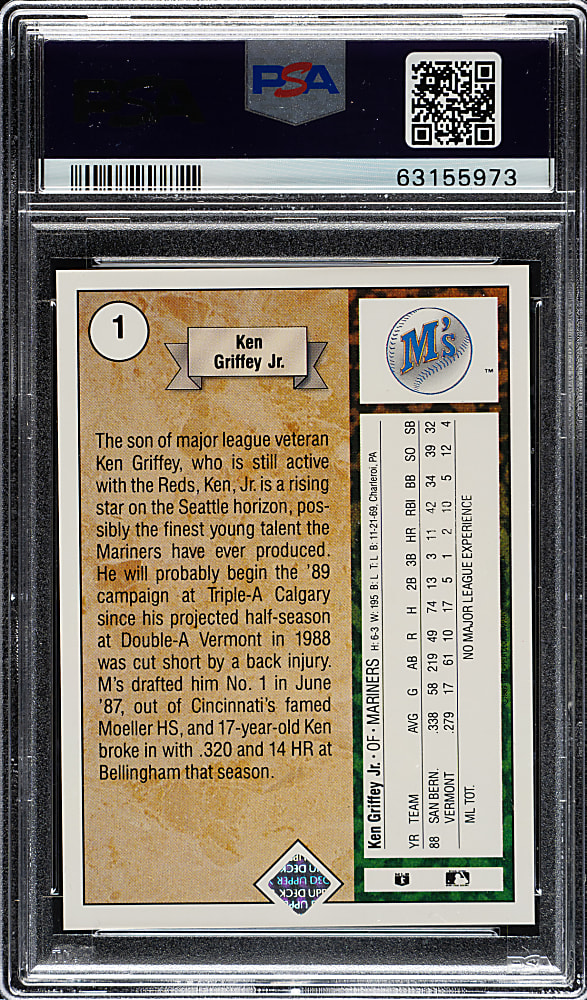 PSA
63155973
1
Ken
Griffey Jr.
The son of major league veteran
Ken Griffey, who is still active
with the Reds, Ken, Jr. is a rising
star on the Seattle horizon, pos-
sibly the finest young talent the
Mariners have ever produced.
He will probably begin the '89
campaign at Triple-A Calgary
since his projected half-season
at Double-A Vermont in 1988
was cut short by a back injury.
M's drafted him No. 1 in June
'87, out of Cincinnati's famed
Moeller HS, and 17-year-old Ken
broke in with .320 and 14 HR at
Bellingham that season.
M's
™
Ken Griffey Jr. • OF • MARINERS H: 6-3 W: 195 B: L T: L B: 11-21-69, Charleroi, PA
YR TEAM AVG G AB R H 2B 3B HR RBI BB SO SB
88 SAN BERN. .338 58 219 49 74 13 3 11 42 34 39 32
VERMONT .279 17 61 10 17 5 1 2 10 5 12 4
ML TOT. NO MAJOR LEAGUE EXPERIENCE
UPPER DECK
PSA
PSA